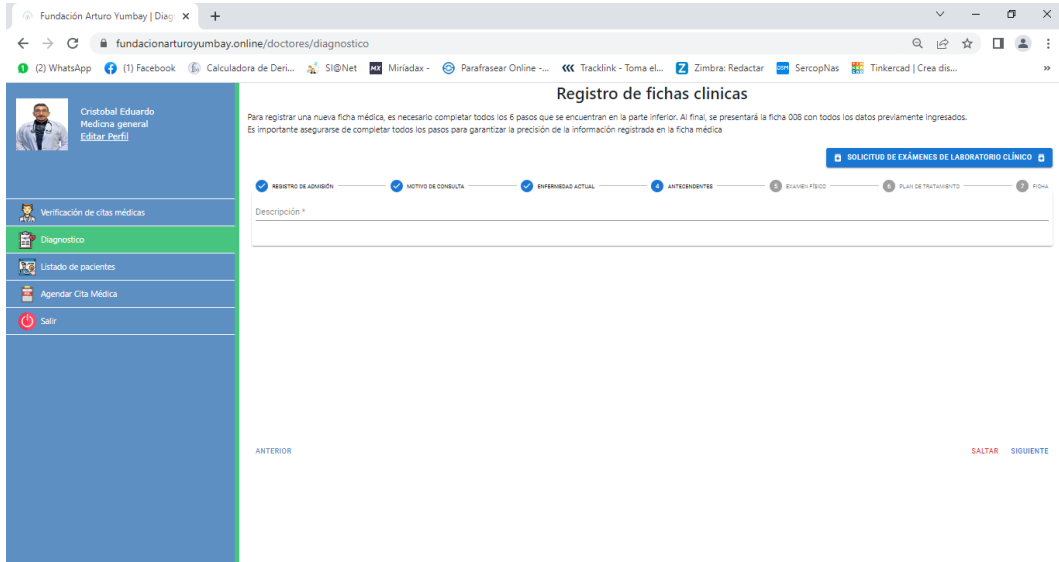 Fundación Arturo Yumbay | Diag
fundacionarturoyumbay.online/doctores/diagnostico
(2) WhatsApp (1) Facebook Calculadora de Deri... SI@Net Miríadax - Parafrasear Online -... Tracklink - Toma el... Zimbra: Redactar SercopNas Tinkercad | Crea dis...
Cristobal Eduardo
Medicna general
Editar Perfil
Verificación de citas médicas
Diagnostico
Listado de pacientes
Agendar Cita Médica
Salir
Registro de fichas clinicas
Para registrar una nueva ficha médica, es necesario completar todos los 6 pasos que se encuentran en la parte inferior. Al final, se presentará la ficha 008 con todos los datos previamente ingresados.
Es importante asegurarse de completar todos los pasos para garantizar la precisión de la información registrada en la ficha médica
SOLICITUD DE EXÁMENES DE LABORATORIO CLÍNICO
REGISTRO DE ADMISIÓN MOTIVO DE CONSULTA ENFERMEDAD ACTUAL 4 ANTECENDENTES 5 EXAMEN FÍSICO 6 PLAN DE TRATAMIENTO 7 FICHA
Descripción *
ANTERIOR SALTAR SIGUIENTE